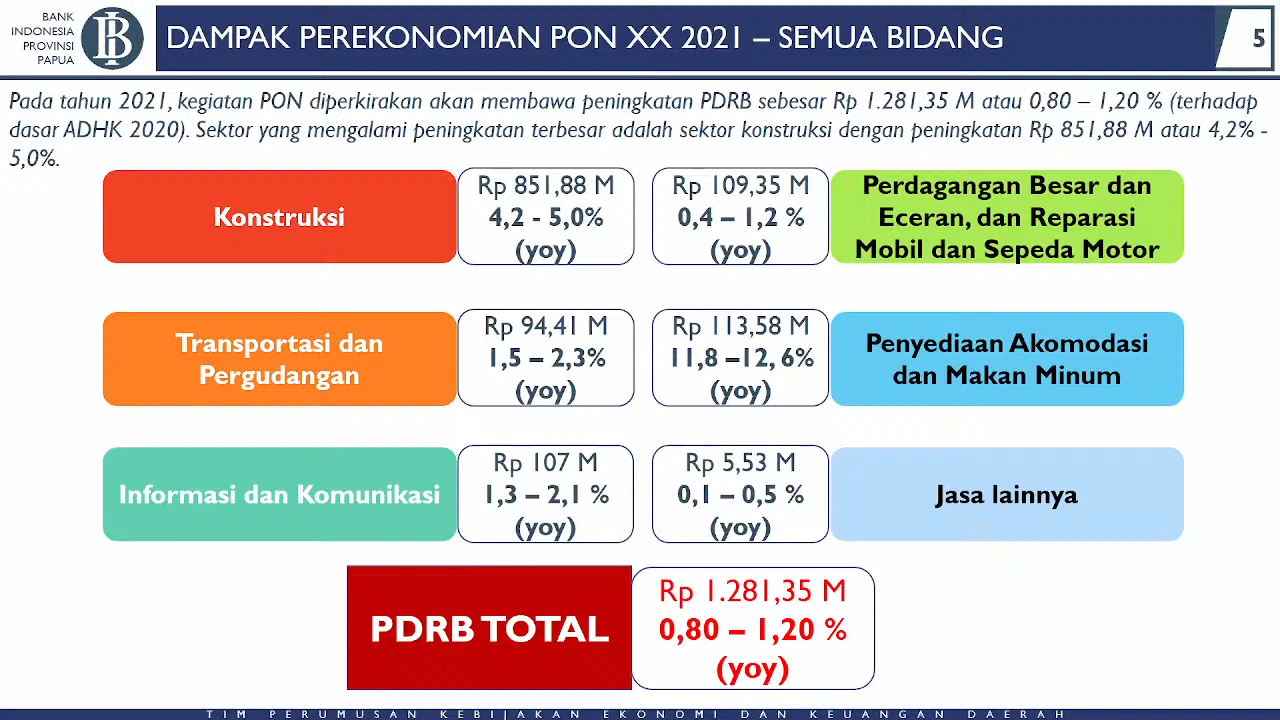 BANK
INDONESIA
PROVINSI
PAPUA
DAMPAK PEREKONOMIAN PON XX 2021 – SEMUA BIDANG
5
Pada tahun 2021, kegiatan PON diperkirakan akan membawa peningkatan PDRB sebesar Rp 1.281,35 M atau 0,80 – 1,20 % (terhadap
dasar ADHK 2020). Sektor yang mengalami peningkatan terbesar adalah sektor konstruksi dengan peningkatan Rp 851,88 M atau 4,2% -
5,0%.
Konstruksi
Rp 851,88 M
4,2 - 5,0%
(yoy)
Rp 109,35 M
0,4 – 1,2 %
(yoy)
Perdagangan Besar dan
Eceran, dan Reparasi
Mobil dan Sepeda Motor
Transportasi dan
Pergudangan
Rp 94,41 M
1,5 – 2,3%
(yoy)
Rp 113,58 M
11,8 –12, 6%
(yoy)
Penyediaan Akomodasi
dan Makan Minum
Informasi dan Komunikasi
Rp 107 M
1,3 – 2,1 %
(yoy)
Rp 5,53 M
0,1 – 0,5 %
(yoy)
Jasa lainnya
PDRB TOTAL
Rp 1.281,35 M
0,80 – 1,20 %
(yoy)
TIM PERUMUSAN KEBIJAKAN EKONOMI DAN KEUANGAN DAERAH